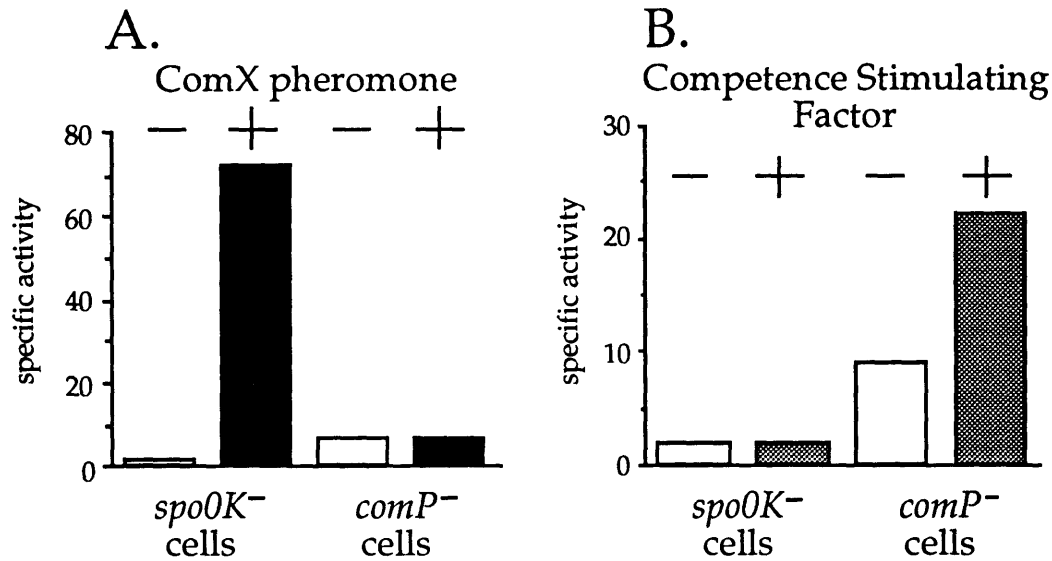 A.
ComX pheromone
− + − +
80
60
40
20
0
specific activity
spo0K−
cells
comP−
cells
B.
Competence Stimulating
Factor
− + − +
30
20
10
0
specific activity
spo0K−
cells
comP−
cells